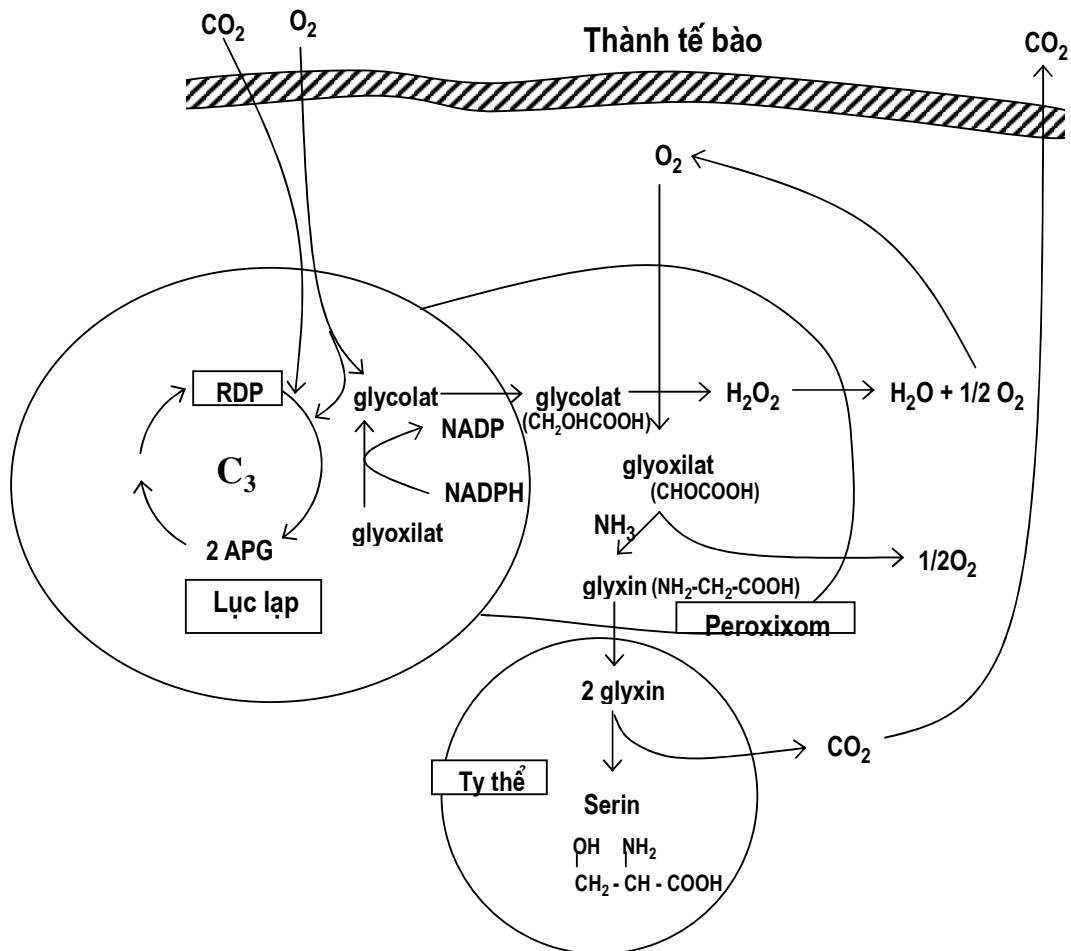 CO₂
O₂
Thành tế bào
CO₂
O₂
RDP
glycolat
glycolat
(CH₂OHCOOH)
H₂O₂
H₂O + 1/2 O₂
NADP
C₃
glyoxilat
(CHOCOOH)
NADPH
NH₃
glyoxilat
2 APG
1/2O₂
glyxin (NH₂-CH₂-COOH)
Lục lạp
Peroxixom
2 glyxin
CO₂
Ty thể
Serin
OH NH₂
CH₂ - CH - COOH